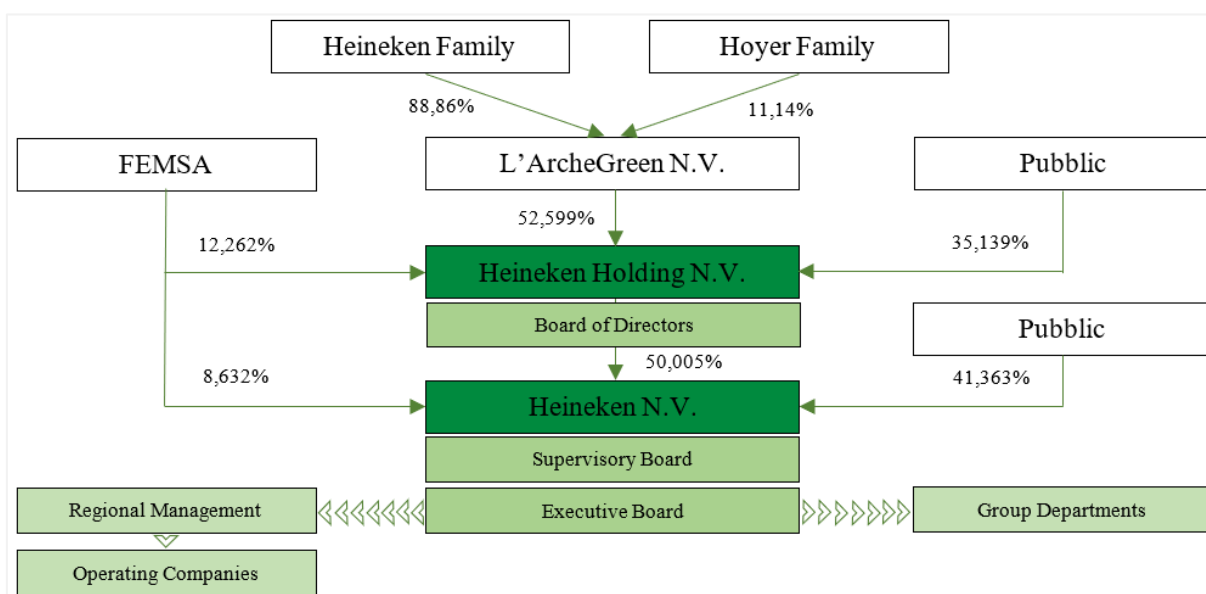 Heineken Family
Hoyer Family
88,86%
11,14%
FEMSA
L'ArcheGreen N.V.
Pubblic
52,599%
12,262%
35,139%
Heineken Holding N.V.
Board of Directors
Pubblic
50,005%
8,632%
41,363%
Heineken N.V.
Supervisory Board
Regional Management
Executive Board
Group Departments
Operating Companies